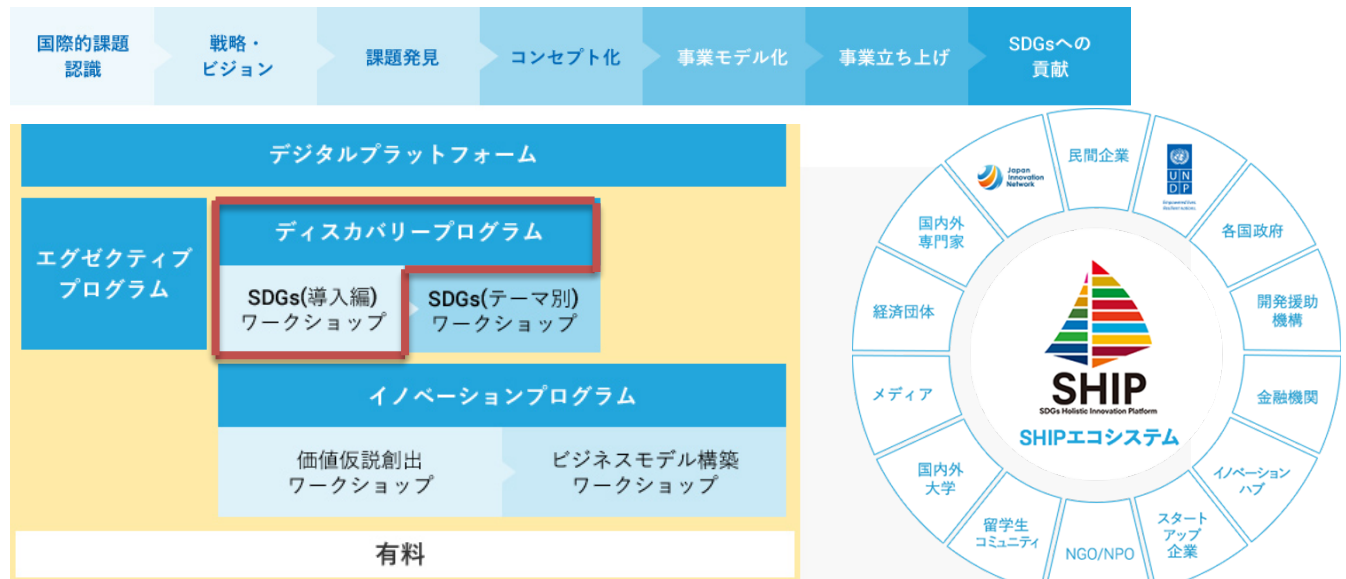 国際的課題
認識
戦略・
ビジョン
課題発見
コンセプト化
事業モデル化
事業立ち上げ
SDGsへの
貢献
デジタルプラットフォーム
エグゼクティブ
プログラム
ディスカバリープログラム
SDGs(導入編)
ワークショップ
SDGs(テーマ別)
ワークショップ
イノベーションプログラム
価値仮説創出
ワークショップ
ビジネスモデル構築
ワークショップ
有料
民間企業
UN
DP
各国政府
開発援助
機構
金融機関
イノベーション
ハブ
スタート
アップ
企業
NGO/NPO
留学生
コミュニティ
国内外
大学
メディア
経済団体
国内外
専門家
Japan
Innovation
Network
SHIP
SDGs Holistic Innovation Platform
SHIPエコシステム